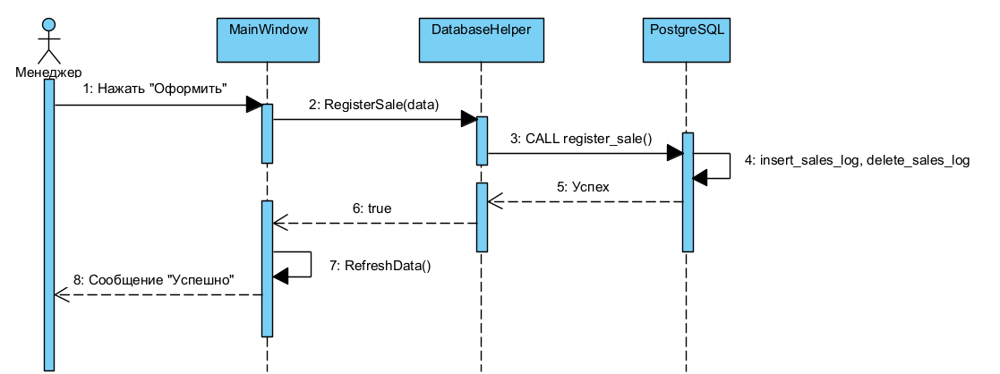 MainWindow
DatabaseHelper
PostgreSQL
Менеджер
1: Нажать "Оформить"
2: RegisterSale(data)
3: CALL register_sale()
4: insert_sales_log, delete_sales_log
5: Успех
6: true
7: RefreshData()
8: Сообщение "Успешно"